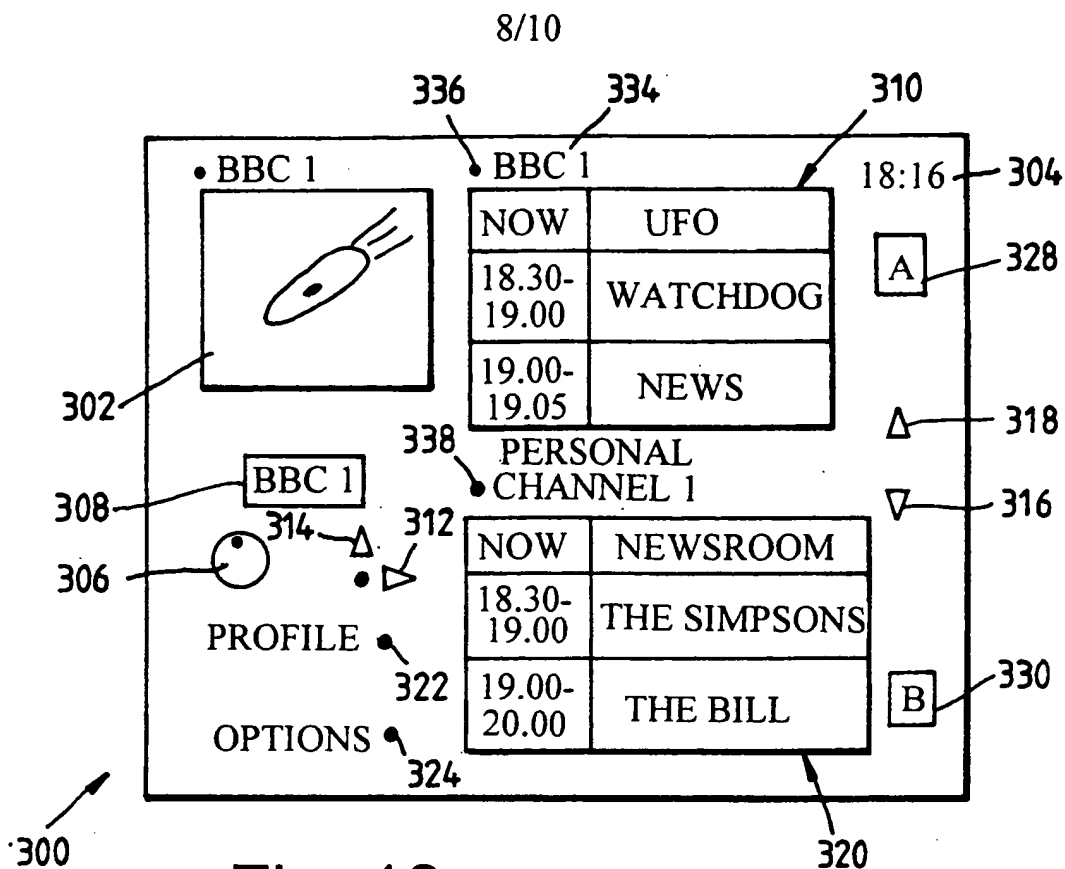 8/10
336
334
310
BBC 1
BBC 1
18:16
304
NOW
UFO
A
328
18.30-
19.00
WATCHDOG
19.00-
19.05
NEWS
302
338
318
PERSONAL
CHANNEL 1
308
BBC 1
316
314
312
306
NOW
NEWSROOM
18.30-
19.00
THE SIMPSONS
PROFILE
322
19.00-
20.00
THE BILL
B
330
OPTIONS
324
300
320